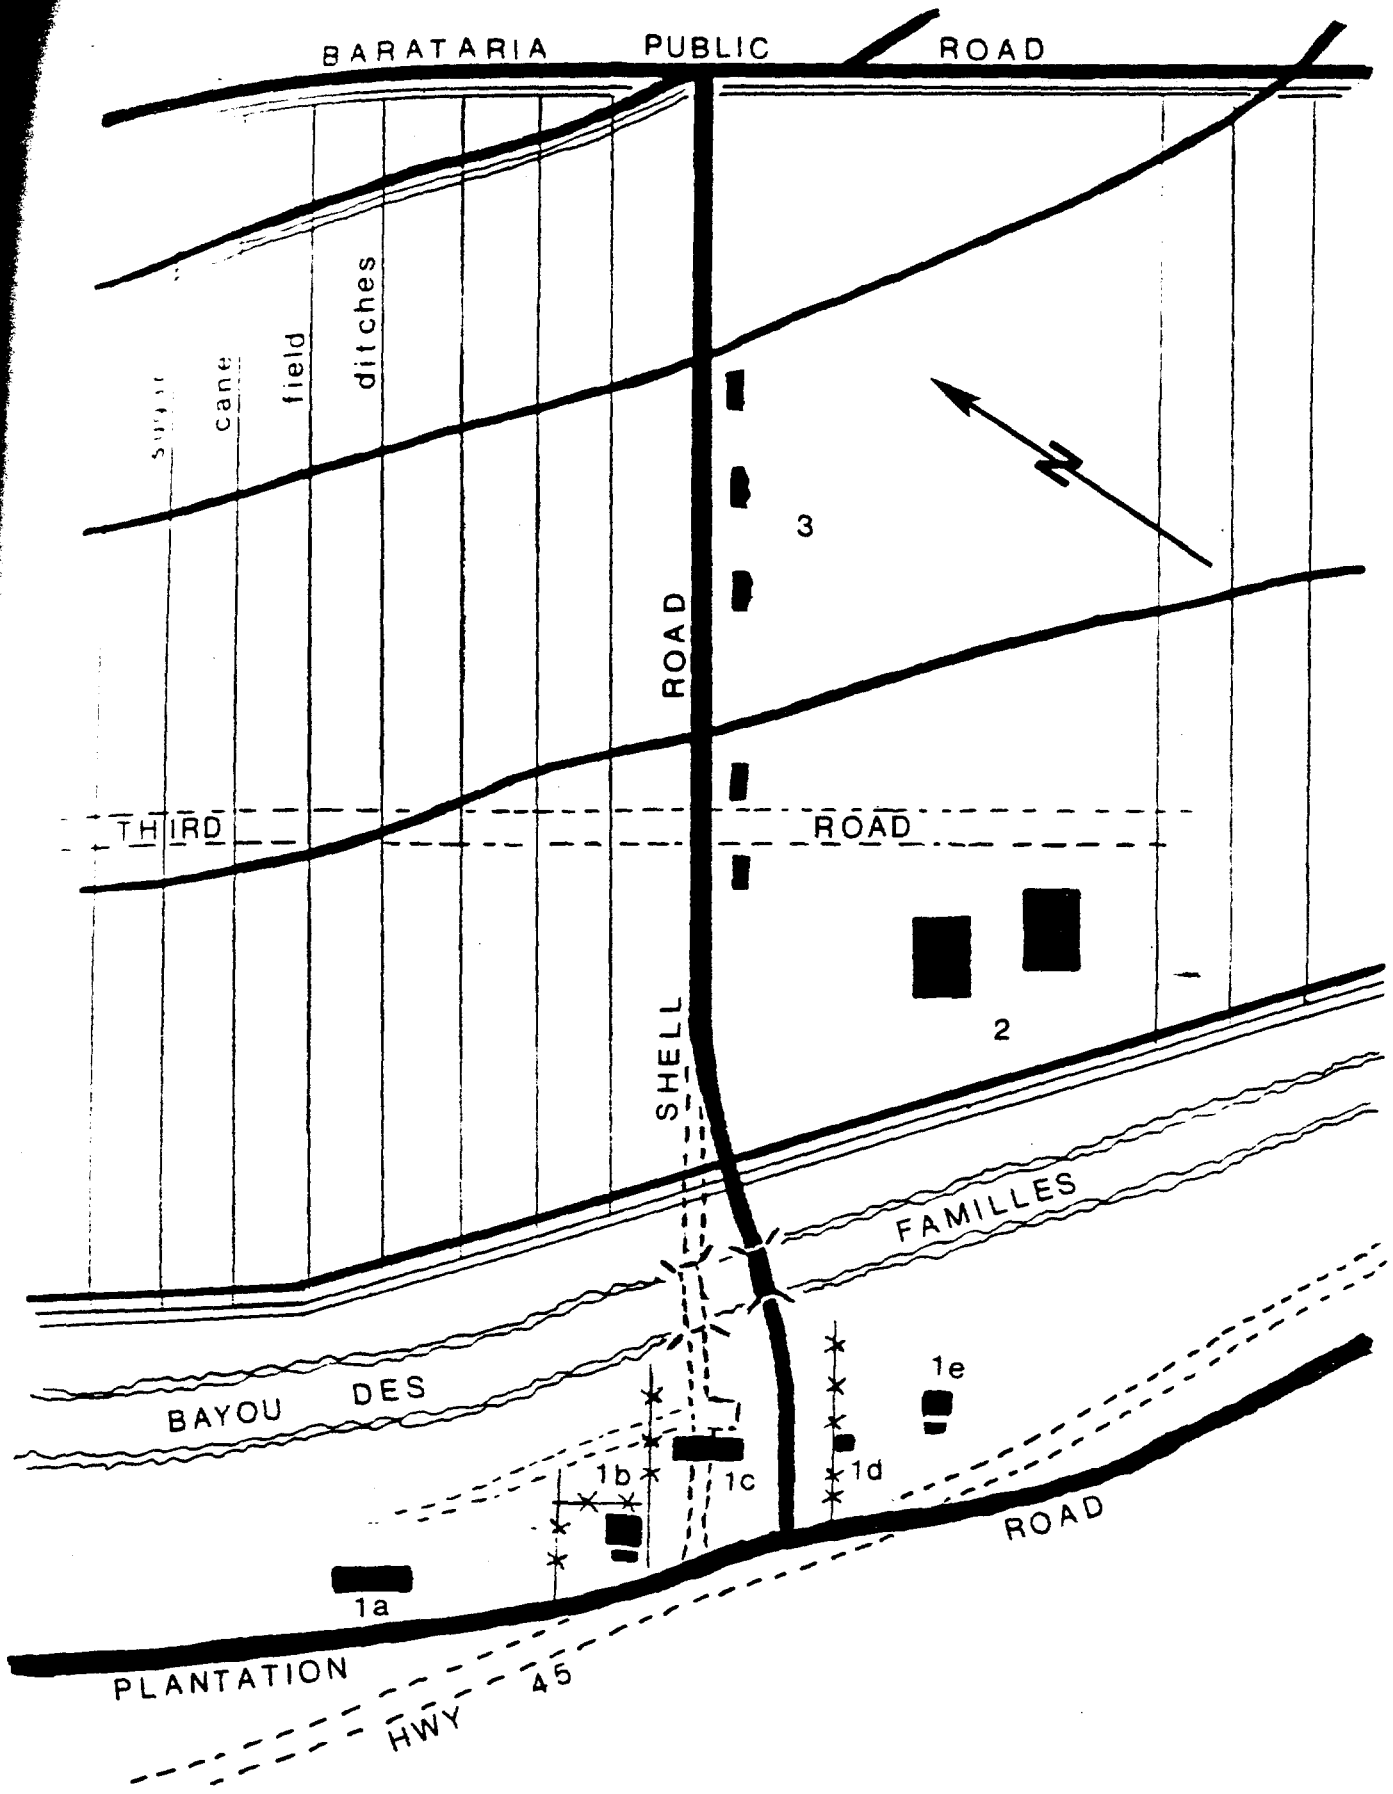 BARATARIA PUBLIC ROAD
sugar
cane
field
ditches
N
3
ROAD
THIRD ROAD
2
SHELL
FAMILLES
BAYOU DES
1e
1b
1c
1d
1a
ROAD
PLANTATION
HWY 45